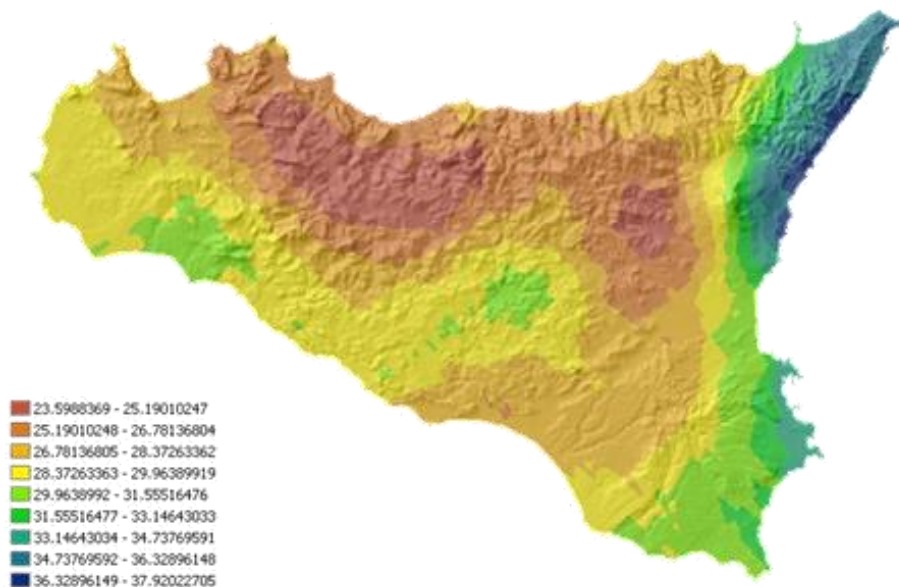 23.5988369 - 25.19010247
25.19010248 - 26.78136804
26.78136805 - 28.37263362
28.37263363 - 29.96389919
29.9638992 - 31.55516476
31.55516477 - 33.14643033
33.14643034 - 34.73769591
34.73769592 - 36.32896148
36.32896149 - 37.92022705